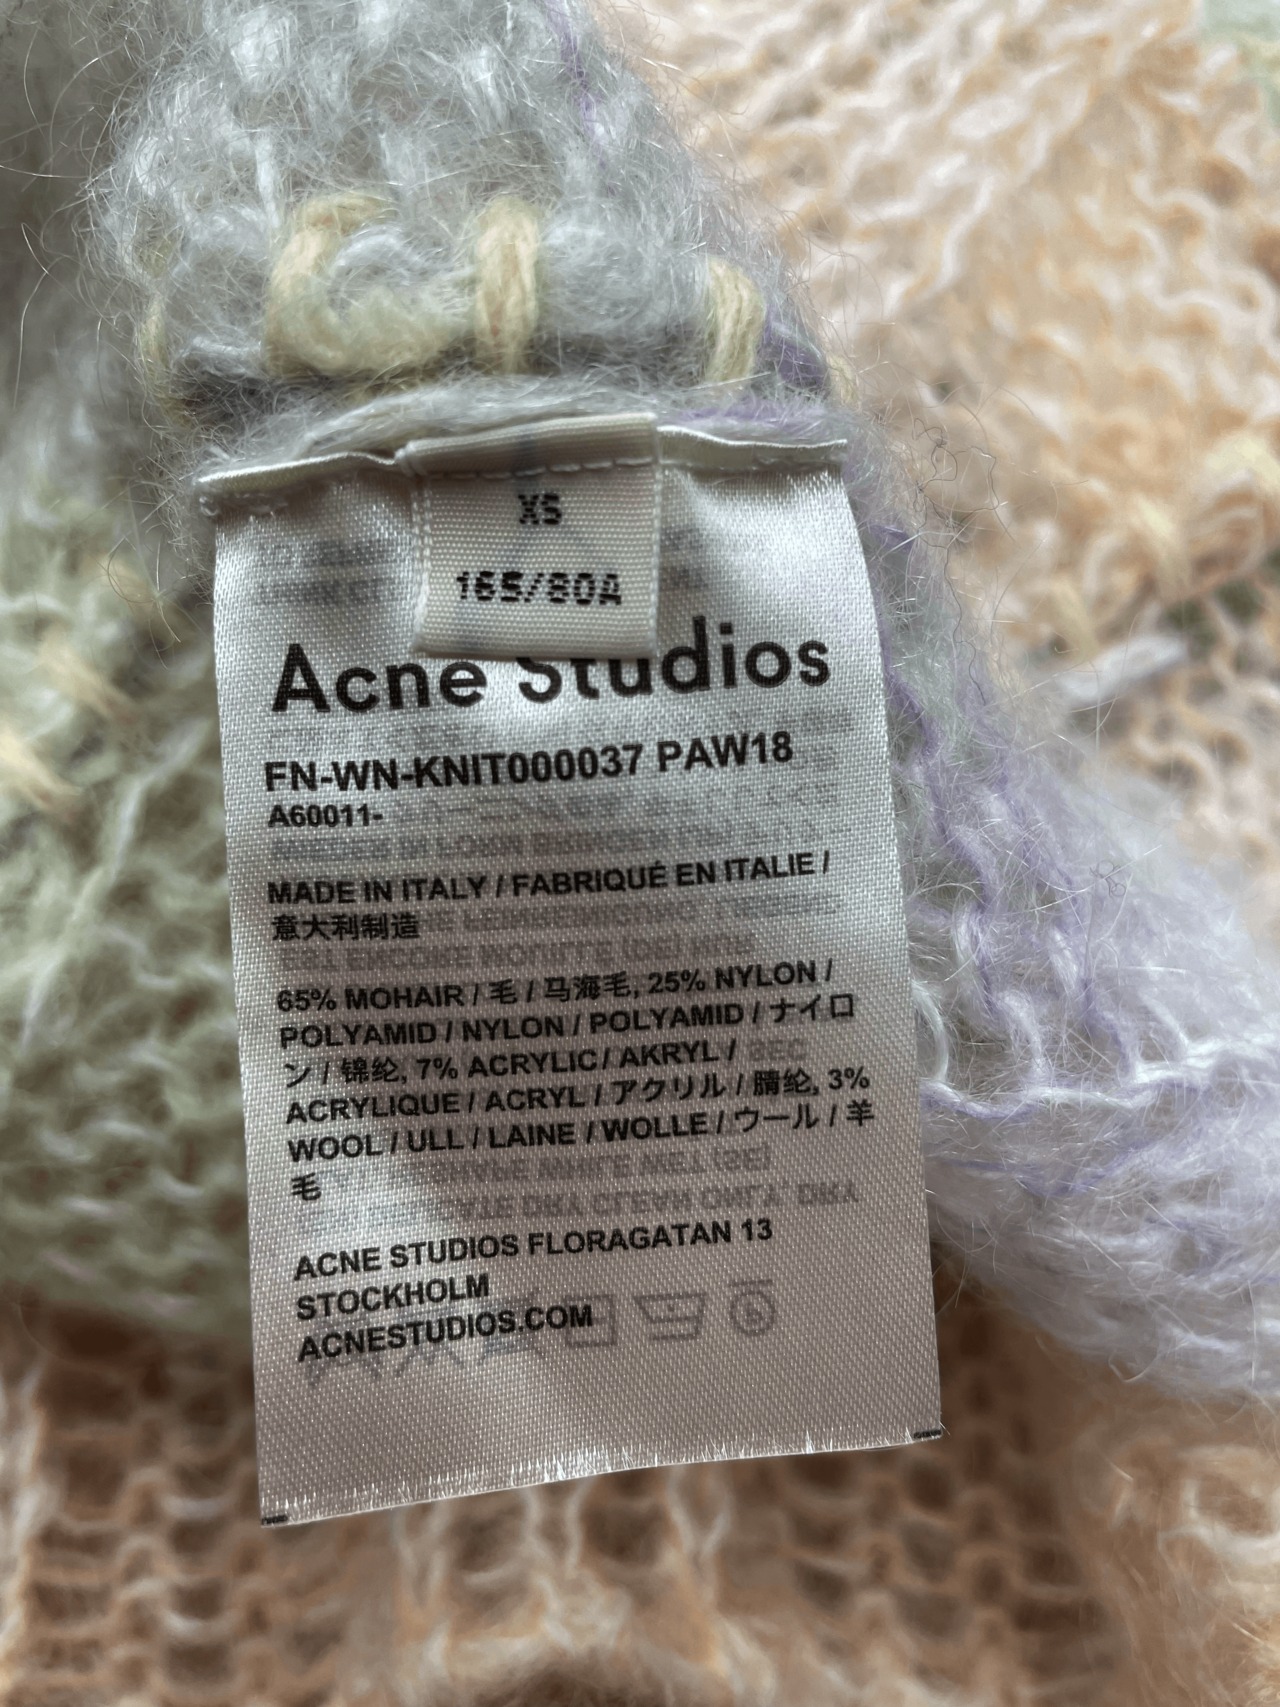 XS
165/80A
Acne Studios
FN-WN-KNIT000037 PAW18
A60011-
MADE IN ITALY / FABRIQUÉ EN ITALIE /
意大利制造
65% MOHAIR / 毛 / 马海毛, 25% NYLON /
POLYAMID / NYLON / POLYAMID / ナイロ
ン / 锦纶, 7% ACRYLIC / AKRYL /
ACRYLIQUE / ACRYL / アクリル / 腈纶, 3%
WOOL / ULL / LAINE / WOLLE / ウール / 羊
毛
ACNE STUDIOS FLORAGATAN 13
STOCKHOLM
ACNESTUDIOS.COM